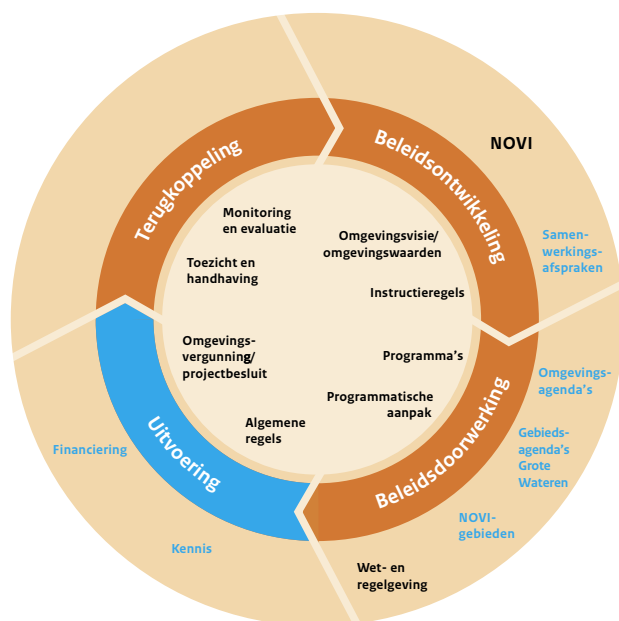 Beleidsontwikkeling
NOVI
Samen-
werkings-
afspraken
Omgevingsvisie/
omgevingswaarden
Instructieregels
Beleidsdoorwerking
Programma's
Programmatische
aanpak
Omgevings-
agenda's
Gebieds-
agenda's
Grote
Wateren
NOVI-
gebieden
Wet- en
regelgeving
Uitvoering
Algemene
regels
Omgevings-
vergunning/
projectbesluit
Kennis
Financiering
Terugkoppeling
Toezicht en
handhaving
Monitoring
en evaluatie